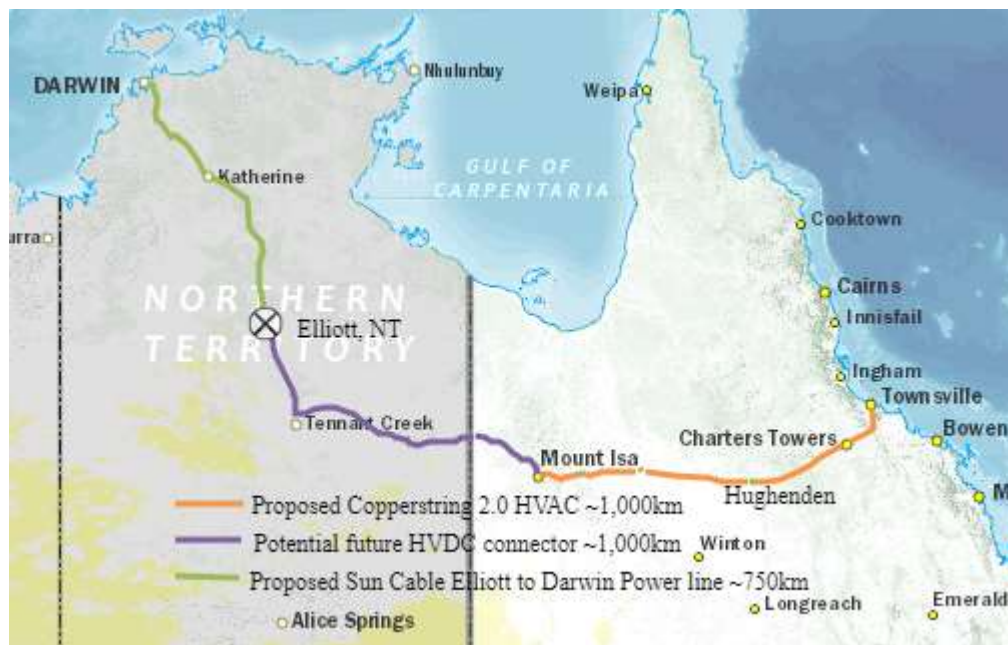 DARWIN
Nhulunbuy
Weipa
Katherine
GULF OF
CARPENTARIA
urra
Cooktown
NORTHERN
TERRITORY
Elliott, NT
Cairns
Innisfail
Ingham
Townsville
Tennant Creek
Charters Towers
Bowen
Mount Isa
Hughenden
M
Proposed Copperstring 2.0 HVAC ~1,000km
Potential future HVDC connector ~1,000km
Winton
Proposed Sun Cable Elliott to Darwin Power line ~750km
Longreach
Emerald
Alice Springs